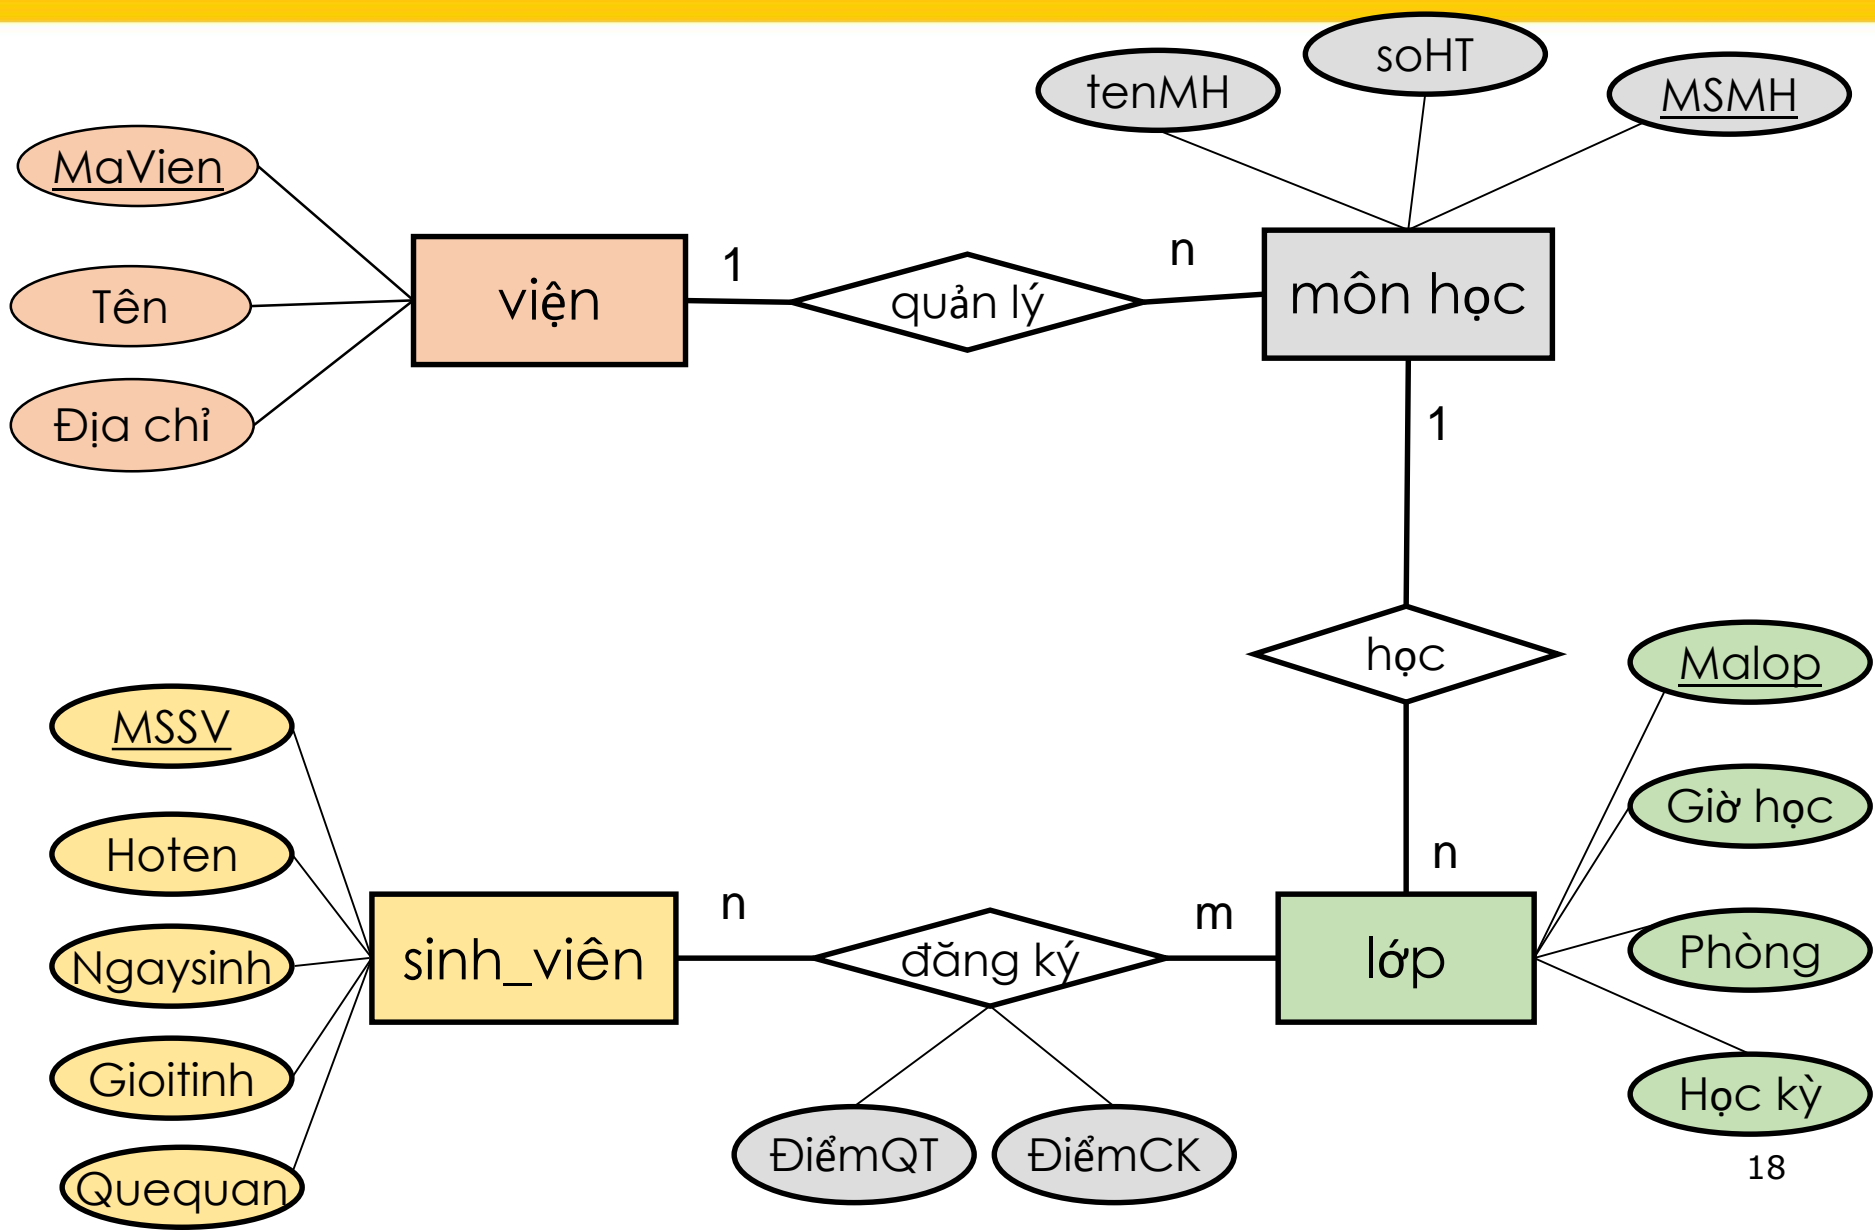 soHT
tenMH
MSMH
MaVien
Tên
Địa chỉ
viện
1
quản lý
n
môn học
1
học
n
Malop
Giờ học
Phòng
Học kỳ
MSSV
Hoten
Ngaysinh
Gioitinh
Quequan
sinh_viên
n
đăng ký
m
lớp
ĐiểmQT
ĐiểmCK
18